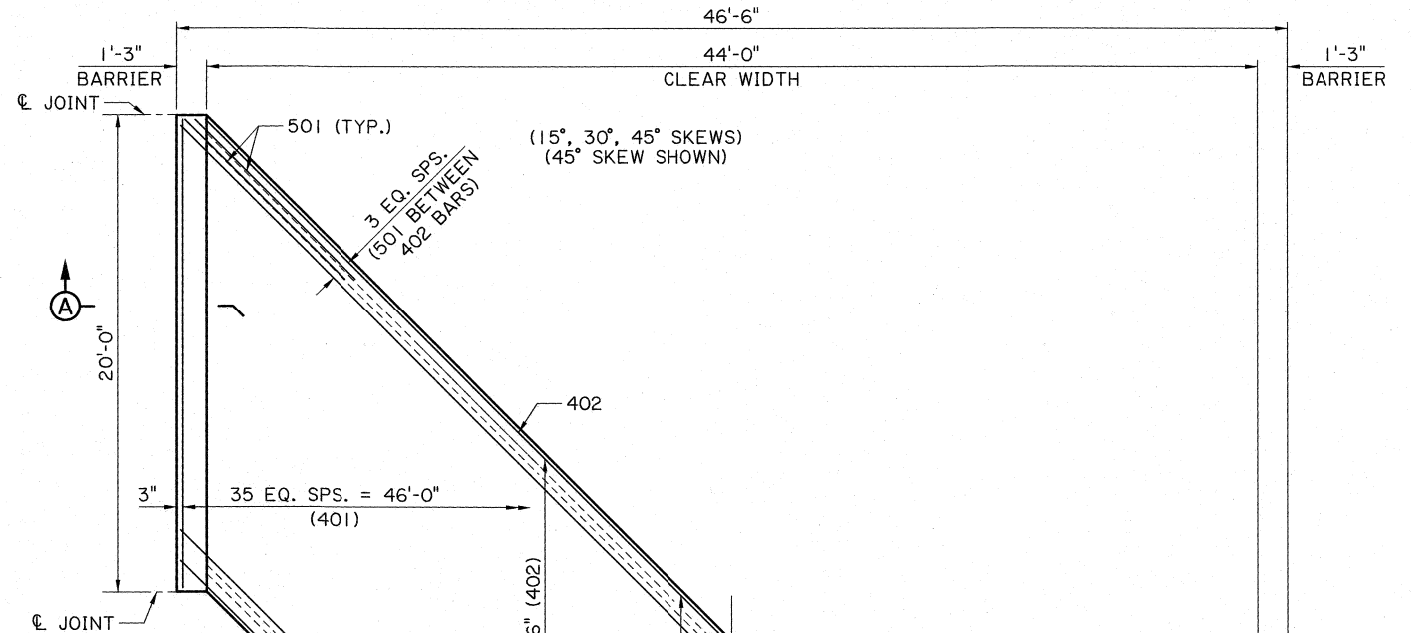 46'-6"
1'-3"
BARRIER
44'-0"
CLEAR WIDTH
1'-3"
BARRIER
℄ JOINT
501 (TYP.)
(15°, 30°, 45° SKEWS)
(45° SKEW SHOWN)
3 EQ. SPS.
(501 BETWEEN
402 BARS)
A
20'-0"
402
3"
35 EQ. SPS. = 46'-0"
(401)
6" (402)
℄ JOINT